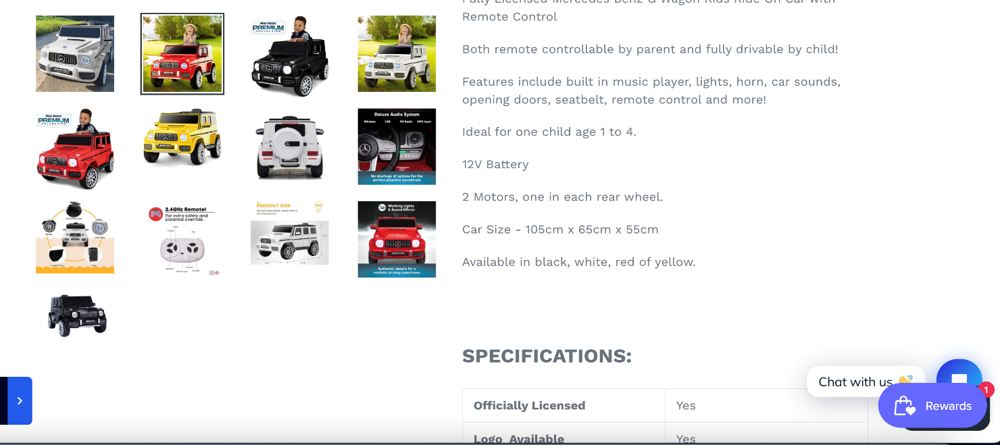 Fully Licensed Mercedes Benz G Wagon Kids Ride On Car with
Remote Control
Both remote controllable by parent and fully drivable by child!
Features include built in music player, lights, horn, car sounds,
opening doors, seatbelt, remote control and more!
Ideal for one child age 1 to 4.
12V Battery
2 Motors, one in each rear wheel.
Car Size - 105cm x 65cm x 55cm
Available in black, white, red of yellow.
SPECIFICATIONS:
Officially Licensed Yes
Logo Available Yes
PREMIUM
COLLECTION
PREMIUM
COLLECTION
Deluxe Audio System
Wireless USB FM Radio MP3 Input
No shortage of options for the
perfect playtime soundtrack
2.4GHz Remote!
For extra safety and
parental override.
PRODUCT SIZE
Working Lights
& Sound Effects
Authentic details for a
realistic driving experience
Chat with us 👋
1
Rewards